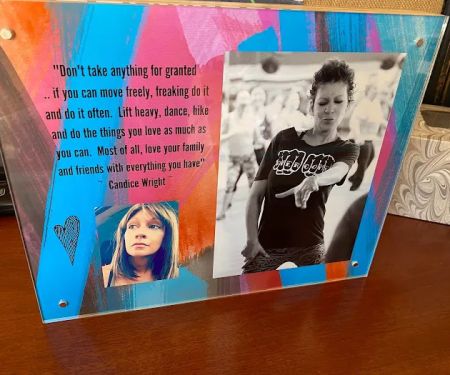 "Don't take anything for granted
.. if you can move freely, freaking do it
and do it often. Lift heavy, dance, hike
and do the things you love as much as
you can. Most of all, love your family
and friends with everything you have"
Candice Wright